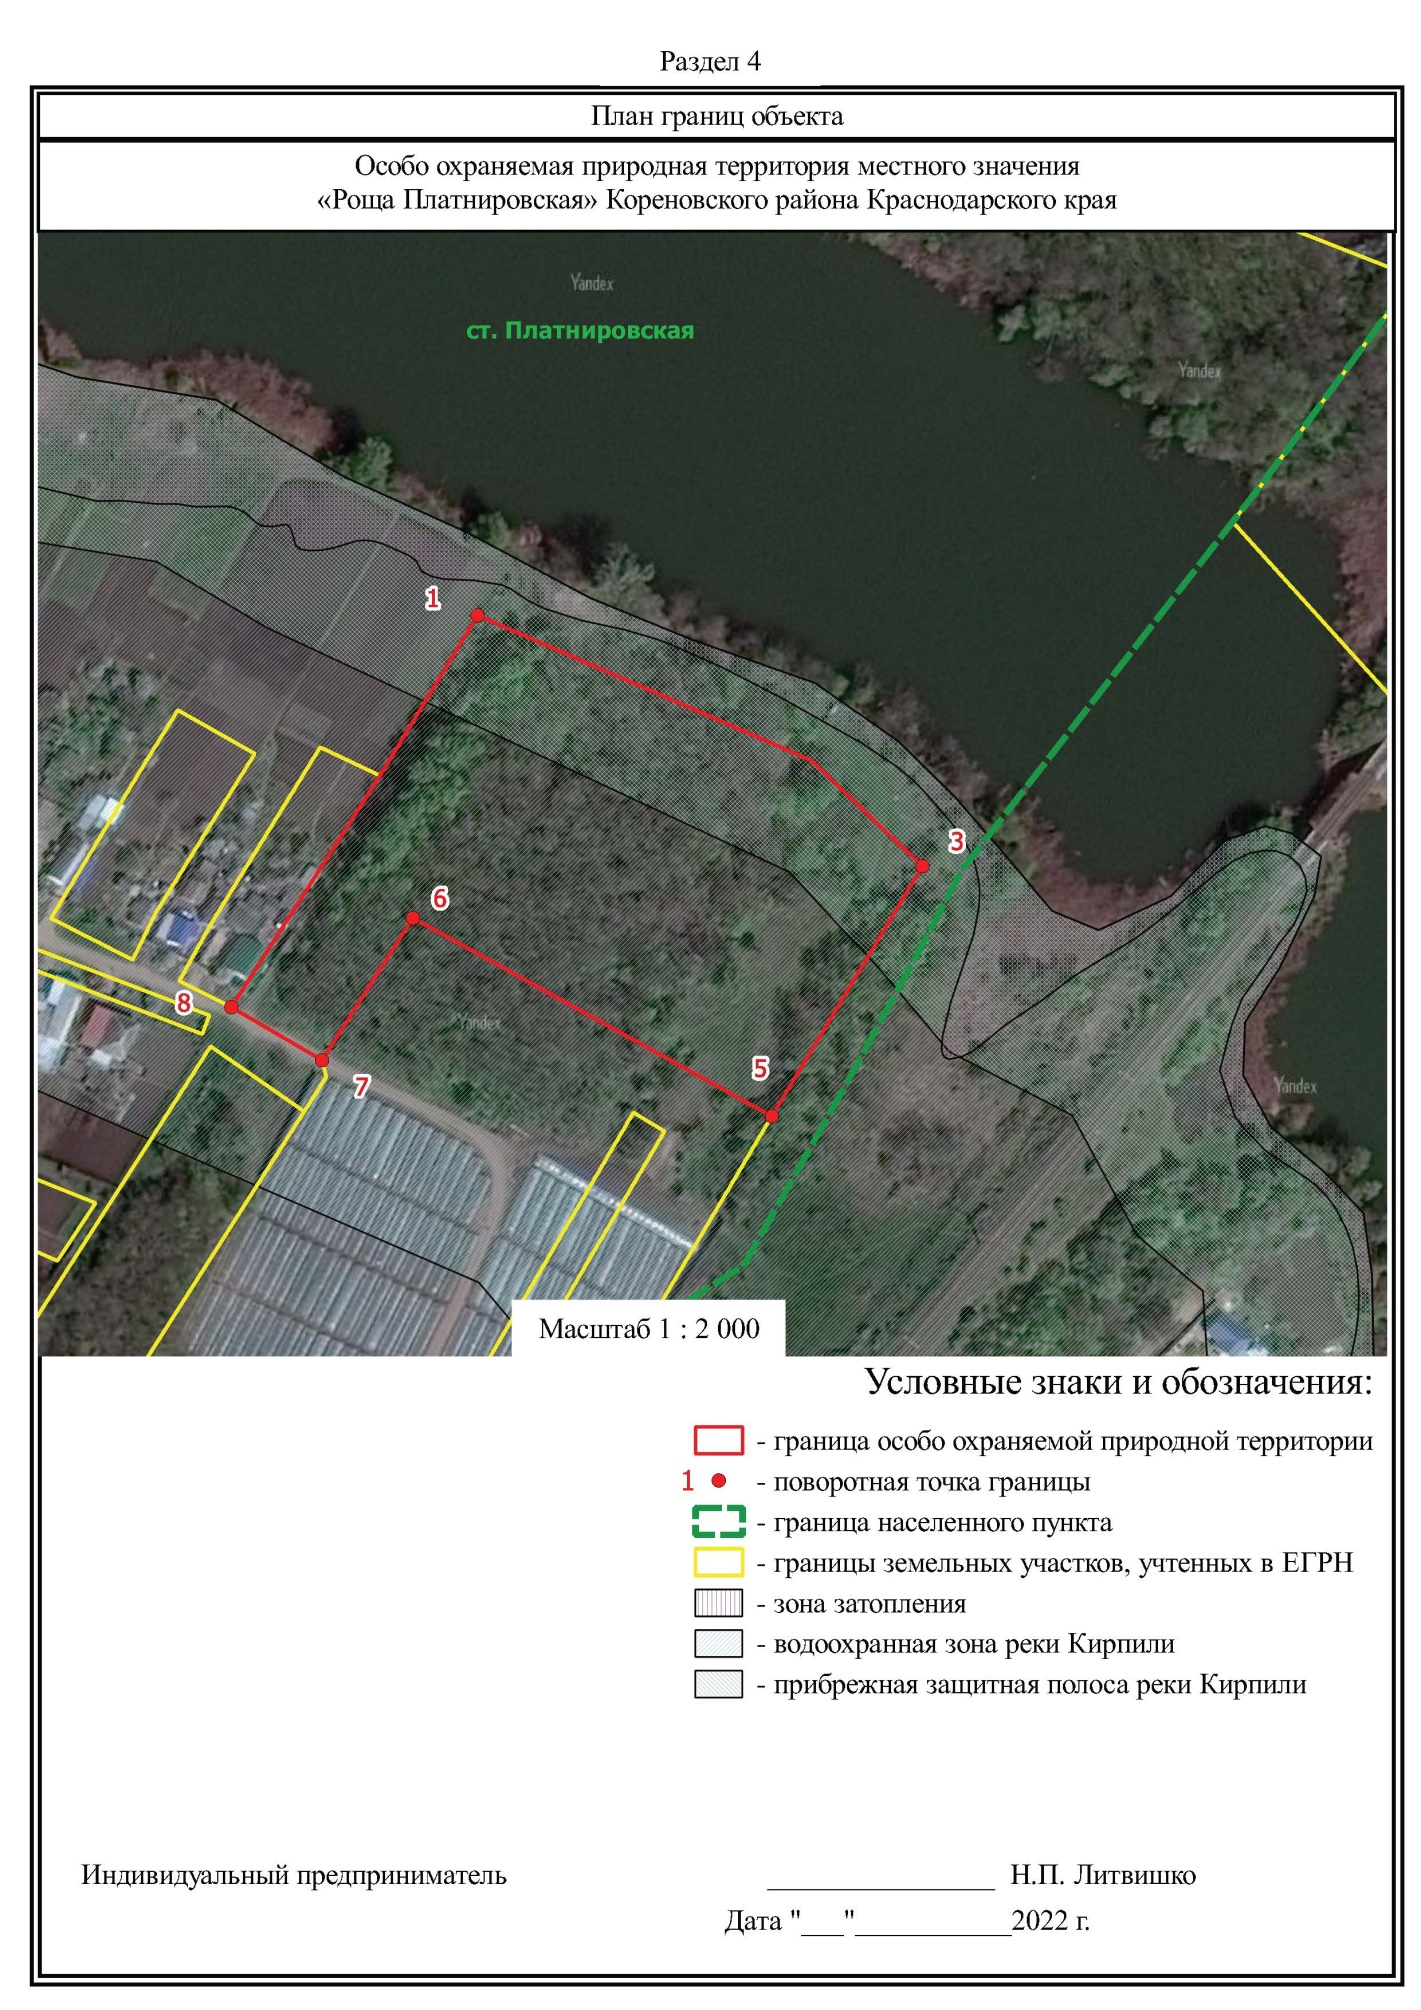 Раздел 4
План границ объекта
Особо охраняемая природная территория местного значения
«Роща Платнировская» Кореновского района Краснодарского края
Yandex
ст. Платнировская
Yandex
1
3
6
8
Yandex
5
7
Yandex
Масштаб 1 : 2 000
Условные знаки и обозначения:
- граница особо охраняемой природной территории
1 - поворотная точка границы
- граница населенного пункта
- границы земельных участков, учтенных в ЕГРН
- зона затопления
- водоохранная зона реки Кирпили
- прибрежная защитная полоса реки Кирпили
Индивидуальный предприниматель ________________ Н.П. Литвишко
Дата "___"___________2022 г.